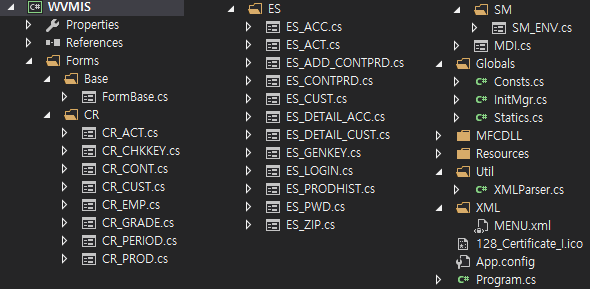 WVMIS
Properties
References
Forms
Base
FormBase.cs
CR
CR_ACT.cs
CR_CHKKEY.cs
CR_CONT.cs
CR_CUST.cs
CR_EMP.cs
CR_GRADE.cs
CR_PERIOD.cs
CR_PROD.cs
ES
ES_ACC.cs
ES_ACT.cs
ES_ADD_CONTPRD.cs
ES_CONTPRD.cs
ES_CUST.cs
ES_DETAIL_ACC.cs
ES_DETAIL_CUST.cs
ES_GENKEY.cs
ES_LOGIN.cs
ES_PRODHIST.cs
ES_PWD.cs
ES_ZIP.cs
SM
SM_ENV.cs
MDI.cs
Globals
Consts.cs
InitMgr.cs
Statics.cs
MFCDLL
Resources
Util
XMLParser.cs
XML
MENU.xml
128_Certificate_I.ico
App.config
Program.cs